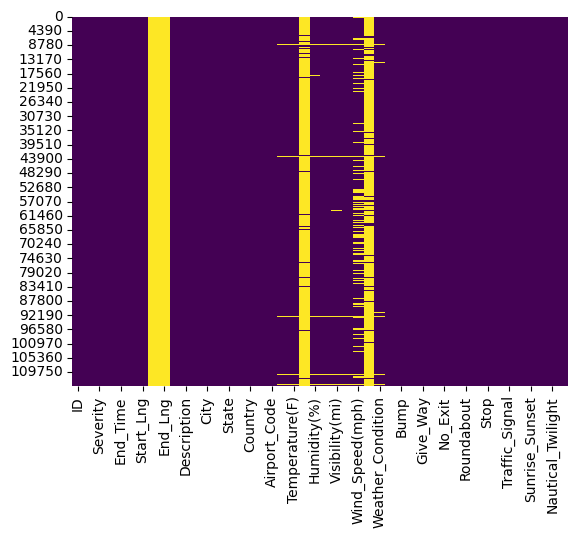 0
4390
8780
13170
17560
21950
26340
30730
35120
39510
43900
48290
52680
57070
61460
65850
70240
74630
79020
83410
87800
92190
96580
100970
105360
109750
ID
Severity
End_Time
Start_Lng
End_Lng
Description
City
State
Country
Airport_Code
Temperature(F)
Humidity(%)
Visibility(mi)
Wind_Speed(mph)
Weather_Condition
Bump
Give_Way
No_Exit
Roundabout
Stop
Traffic_Signal
Sunrise_Sunset
Nautical_Twilight